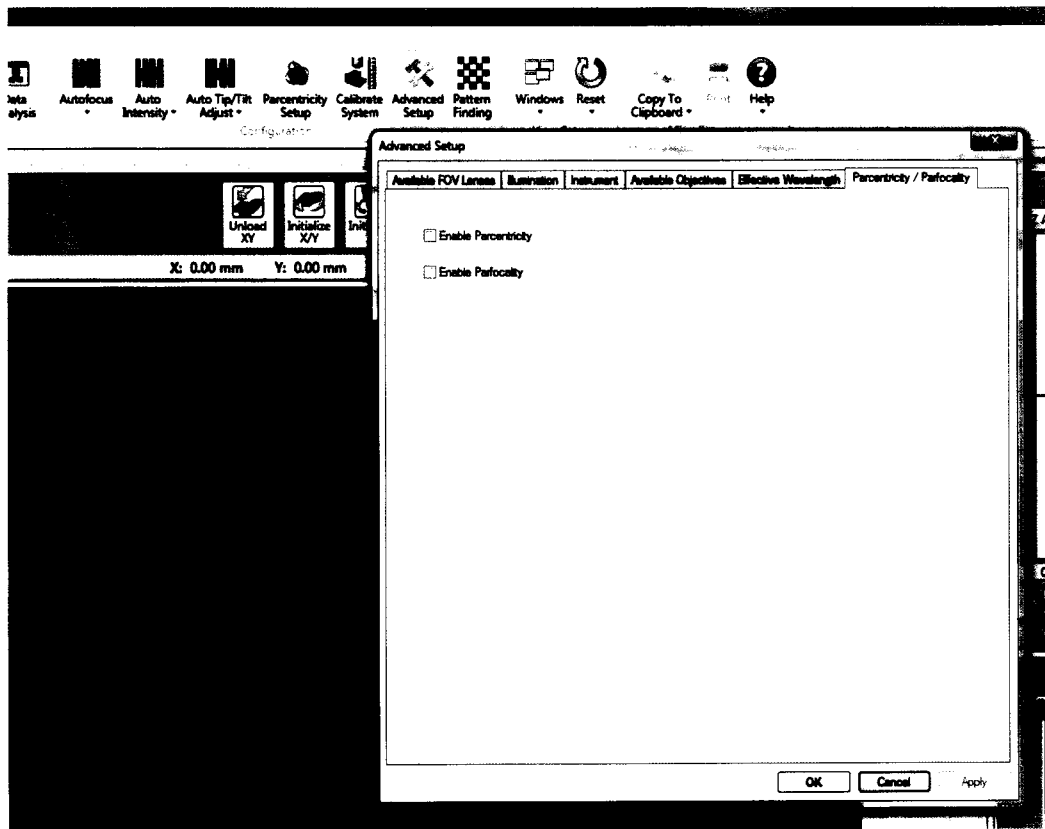 Data
alysis
Autofocus
Auto
Intensity
Auto Tip/Tilt
Adjust
Parcentricity
Setup
Calibrate
System
Advanced
Setup
Pattern
Finding
Windows
Reset
Copy To
Clipboard
Print
Help
Configuration
Advanced Setup
Available FOV Lenses
Illumination
Instrument
Available Objectives
Effective Wavelength
Parcentricity / Parfocality
Unload
XY
Initialize
X/Y
Init
X: 0.00 mm Y: 0.00 mm
Enable Parcentricity
Enable Parfocality
OK
Cancel
Apply